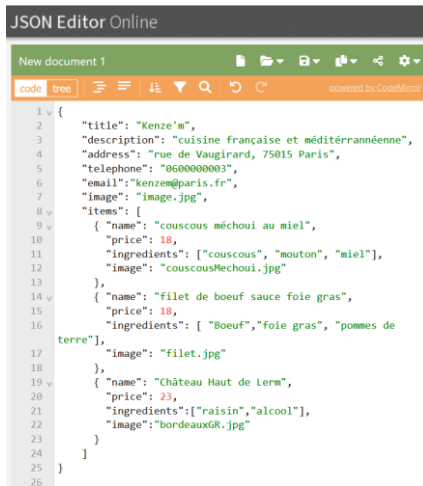 JSON Editor Online
New document 1
code tree powered by CodeMirror
1 {
2 "title": "Kenze'm",
3 "description": "cuisine française et méditérrannéenne",
4 "address": "rue de Vaugirard, 75015 Paris",
5 "telephone": "0600000003",
6 "email":"kenzem@paris.fr",
7 "image": "image.jpg",
8 "items": [
9 { "name": "couscous méchoui au miel",
10 "price": 18,
11 "ingredients": ["couscous", "mouton", "miel"],
12 "image": "couscousMechoui.jpg"
13 },
14 { "name": "filet de boeuf sauce foie gras",
15 "price": 18,
16 "ingredients": [ "Boeuf","foie gras", "pommes de
terre"],
17 "image": "filet.jpg"
18 },
19 { "name": "Château Haut de Lerm",
20 "price": 23,
21 "ingredients":["raisin","alcool"],
22 "image":"bordeauxGR.jpg"
23 }
24 ]
25 }
26